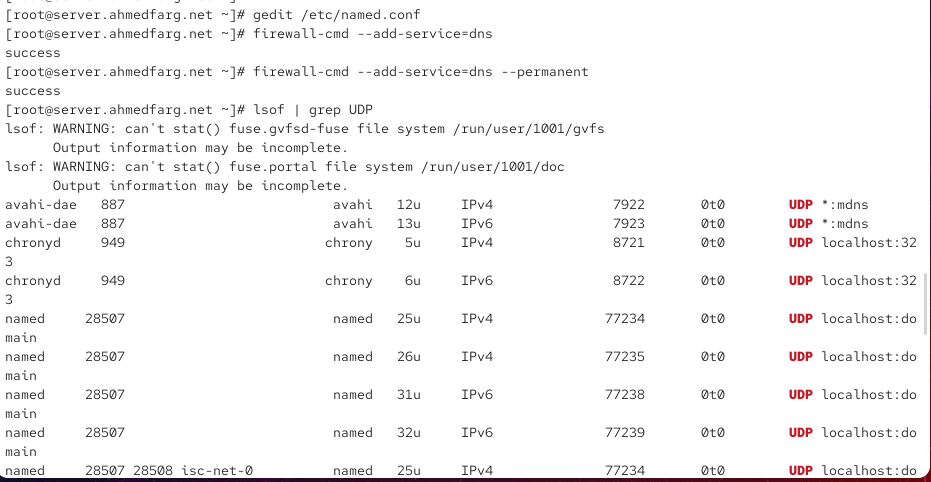 [root@server.ahmedfarg.net ~]# gedit /etc/named.conf
[root@server.ahmedfarg.net ~]# firewall-cmd --add-service=dns
success
[root@server.ahmedfarg.net ~]# firewall-cmd --add-service=dns --permanent
success
[root@server.ahmedfarg.net ~]# lsof | grep UDP
lsof: WARNING: can't stat() fuse.gvfsd-fuse file system /run/user/1001/gvfs
      Output information may be incomplete.
lsof: WARNING: can't stat() fuse.portal file system /run/user/1001/doc
      Output information may be incomplete.
avahi-dae   887                          avahi   12u     IPv4               7922       0t0        UDP *:mdns
avahi-dae   887                          avahi   13u     IPv6               7923       0t0        UDP *:mdns
chronyd     949                         chrony    5u     IPv4               8721       0t0        UDP localhost:32
3
chronyd     949                         chrony    6u     IPv6               8722       0t0        UDP localhost:32
3
named     28507                          named   25u     IPv4              77234       0t0        UDP localhost:do
main
named     28507                          named   26u     IPv4              77235       0t0        UDP localhost:do
main
named     28507                          named   31u     IPv6              77238       0t0        UDP localhost:do
main
named     28507                          named   32u     IPv6              77239       0t0        UDP localhost:do
main
named     28507 28508 isc-net-0          named   25u     IPv4              77234       0t0        UDP localhost:do